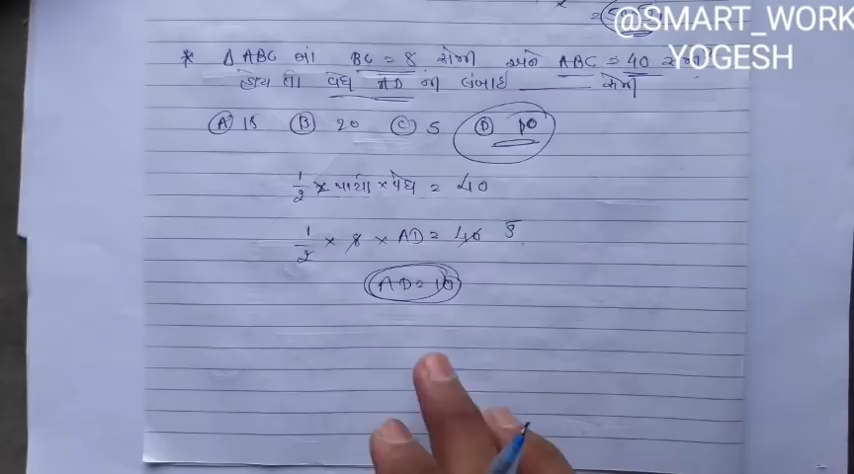 @SMART_WORK
YOGESH
* Δ ABC માં BC = 8 સેમી અને ABC = 40 સેમી²
હોય તો વેધ AD ની લંબાઈ ______ સેમી
(A) 15 (B) 20 (C) 5 (D) 10
1/2 × પાયો × વેધ = 40
1/2 × 8 × AD = 40
AD = 10